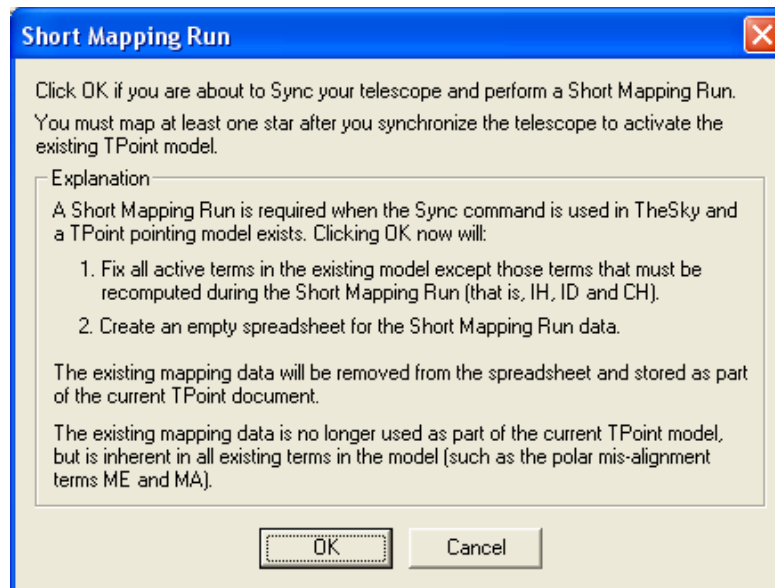 Short Mapping Run
Click OK if you are about to Sync your telescope and perform a Short Mapping Run.
You must map at least one star after you synchronize the telescope to activate the
existing TPoint model.
Explanation
A Short Mapping Run is required when the Sync command is used in TheSky and
a TPoint pointing model exists. Clicking OK now will:
1. Fix all active terms in the existing model except those terms that must be
recomputed during the Short Mapping Run (that is, IH, ID and CH).
2. Create an empty spreadsheet for the Short Mapping Run data.
The existing mapping data will be removed from the spreadsheet and stored as part
of the current TPoint document.
The existing mapping data is no longer used as part of the current TPoint model,
but is inherent in all existing terms in the model (such as the polar mis-alignment
terms ME and MA).
OK
Cancel